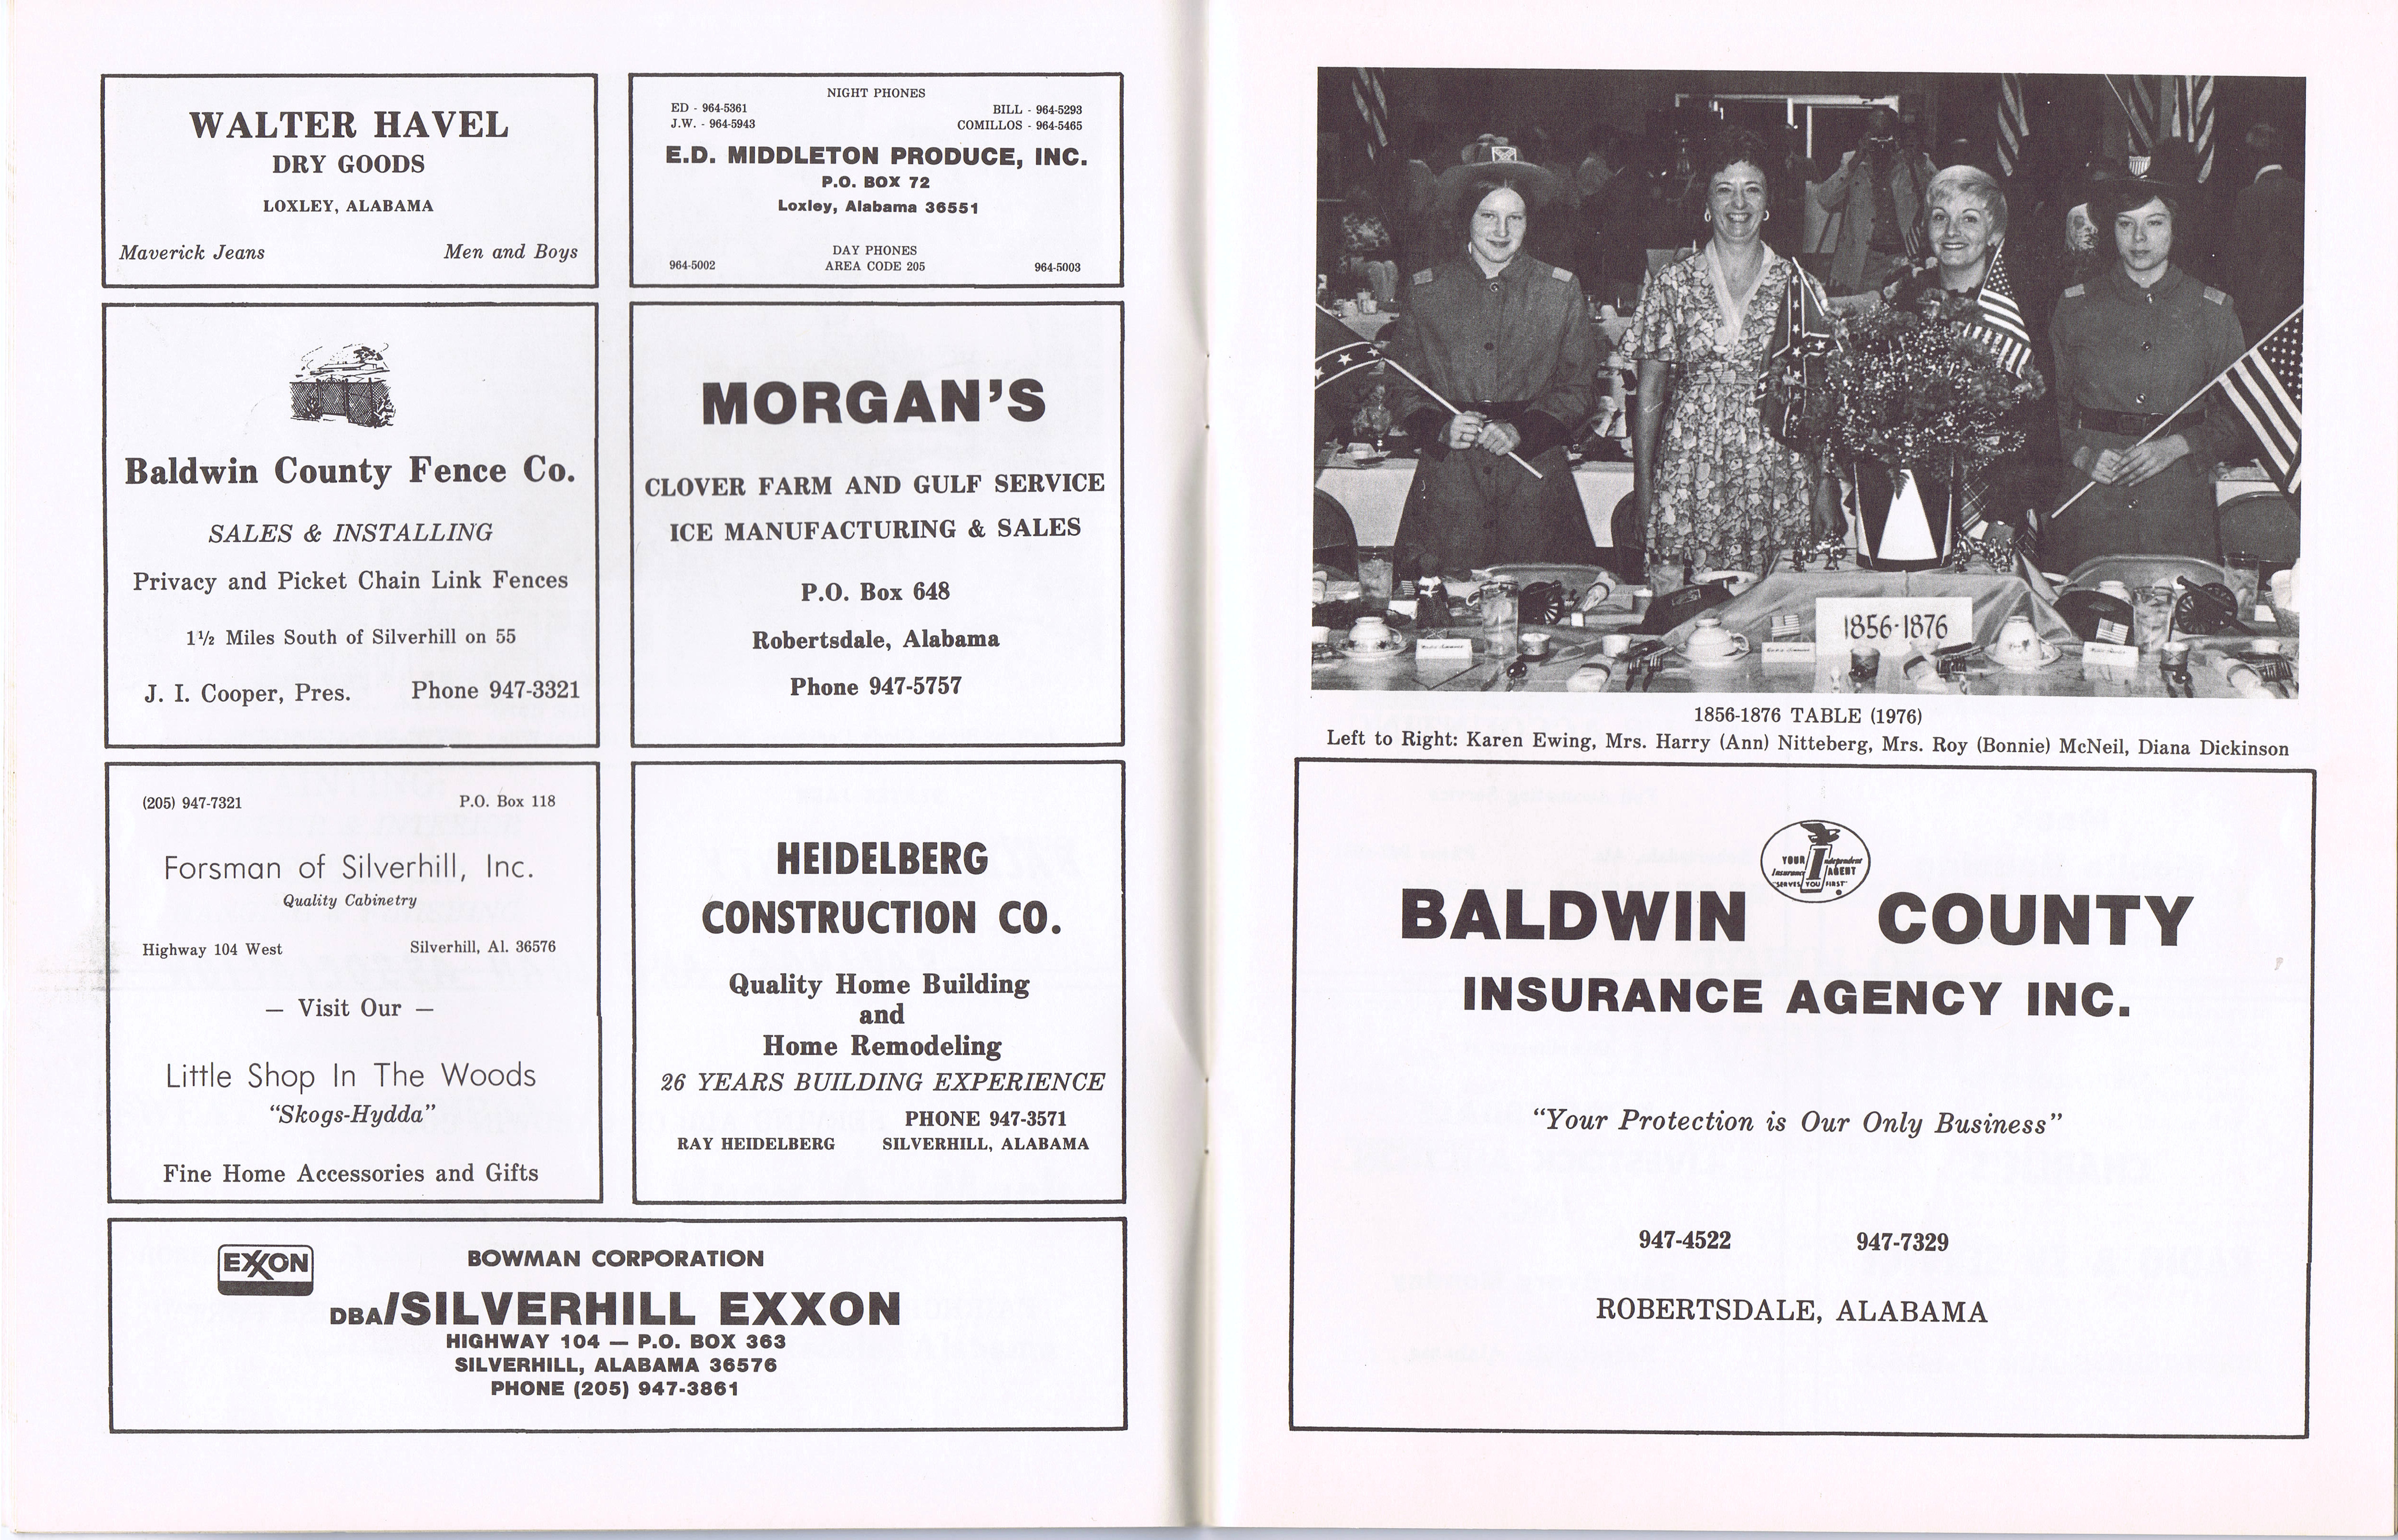 WALTER HAVEL
DRY GOODS
LOXLEY, ALABAMA
Maverick Jeans Men and Boys
NIGHT PHONES
ED - 964-5361 BILL - 964-5293
J.W. - 964-5943 COMILLOS - 964-5465
E.D. MIDDLETON PRODUCE, INC.
P.O. BOX 72
Loxley, Alabama 36551
DAY PHONES
964-5002 AREA CODE 205 964-5003
Baldwin County Fence Co.
SALES & INSTALLING
Privacy and Picket Chain Link Fences
1½ Miles South of Silverhill on 55
J. I. Cooper, Pres. Phone 947-3321
MORGAN'S
CLOVER FARM AND GULF SERVICE
ICE MANUFACTURING & SALES
P.O. Box 648
Robertsdale, Alabama
Phone 947-5757
(205) 947-7321 P.O. Box 118
Forsman of Silverhill, Inc.
Quality Cabinetry
Highway 104 West Silverhill, Al. 36576
— Visit Our —
Little Shop In The Woods
“Skogs-Hydda”
Fine Home Accessories and Gifts
HEIDELBERG
CONSTRUCTION CO.
Quality Home Building
and
Home Remodeling
26 YEARS BUILDING EXPERIENCE
PHONE 947-3571
RAY HEIDELBERG SILVERHILL, ALABAMA
EXXON
BOWMAN CORPORATION
DBA/SILVERHILL EXXON
HIGHWAY 104 — P.O. BOX 363
SILVERHILL, ALABAMA 36576
PHONE (205) 947-3861
1856-1876
1856-1876 TABLE (1976)
Left to Right: Karen Ewing, Mrs. Harry (Ann) Nitteberg, Mrs. Roy (Bonnie) McNeil, Diana Dickinson
YOUR Independent
Insurance AGENT
"SERVES YOU FIRST"
BALDWIN COUNTY
INSURANCE AGENCY INC.
“Your Protection is Our Only Business”
947-4522 947-7329
ROBERTSDALE, ALABAMA